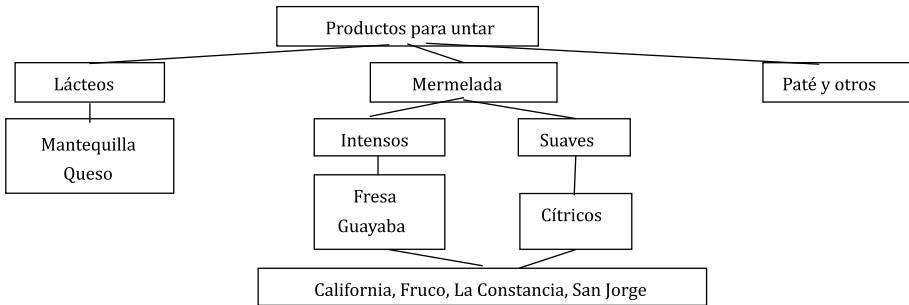 Productos para untar
Lácteos
Mermelada
Paté y otros
Mantequilla
Queso
Intensos
Suaves
Fresa
Guayaba
Cítricos
California, Fruco, La Constancia, San Jorge